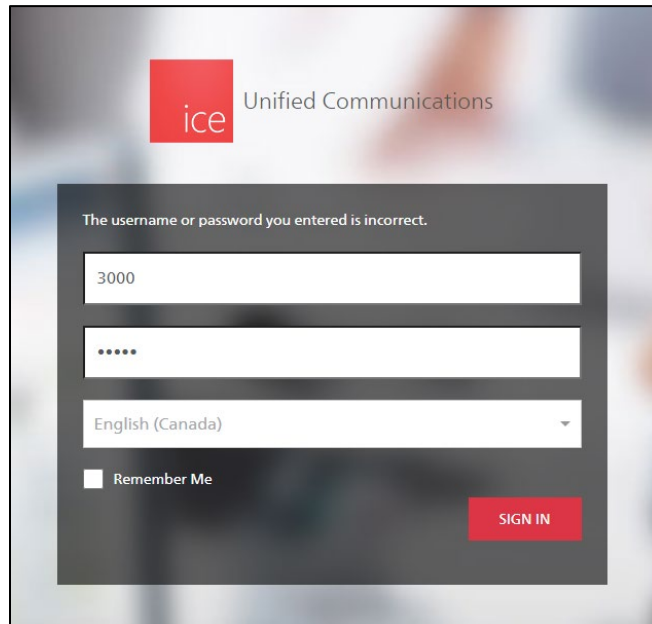 ice Unified Communications
The username or password you entered is incorrect.
3000
•••••
English (Canada)
Remember Me
SIGN IN